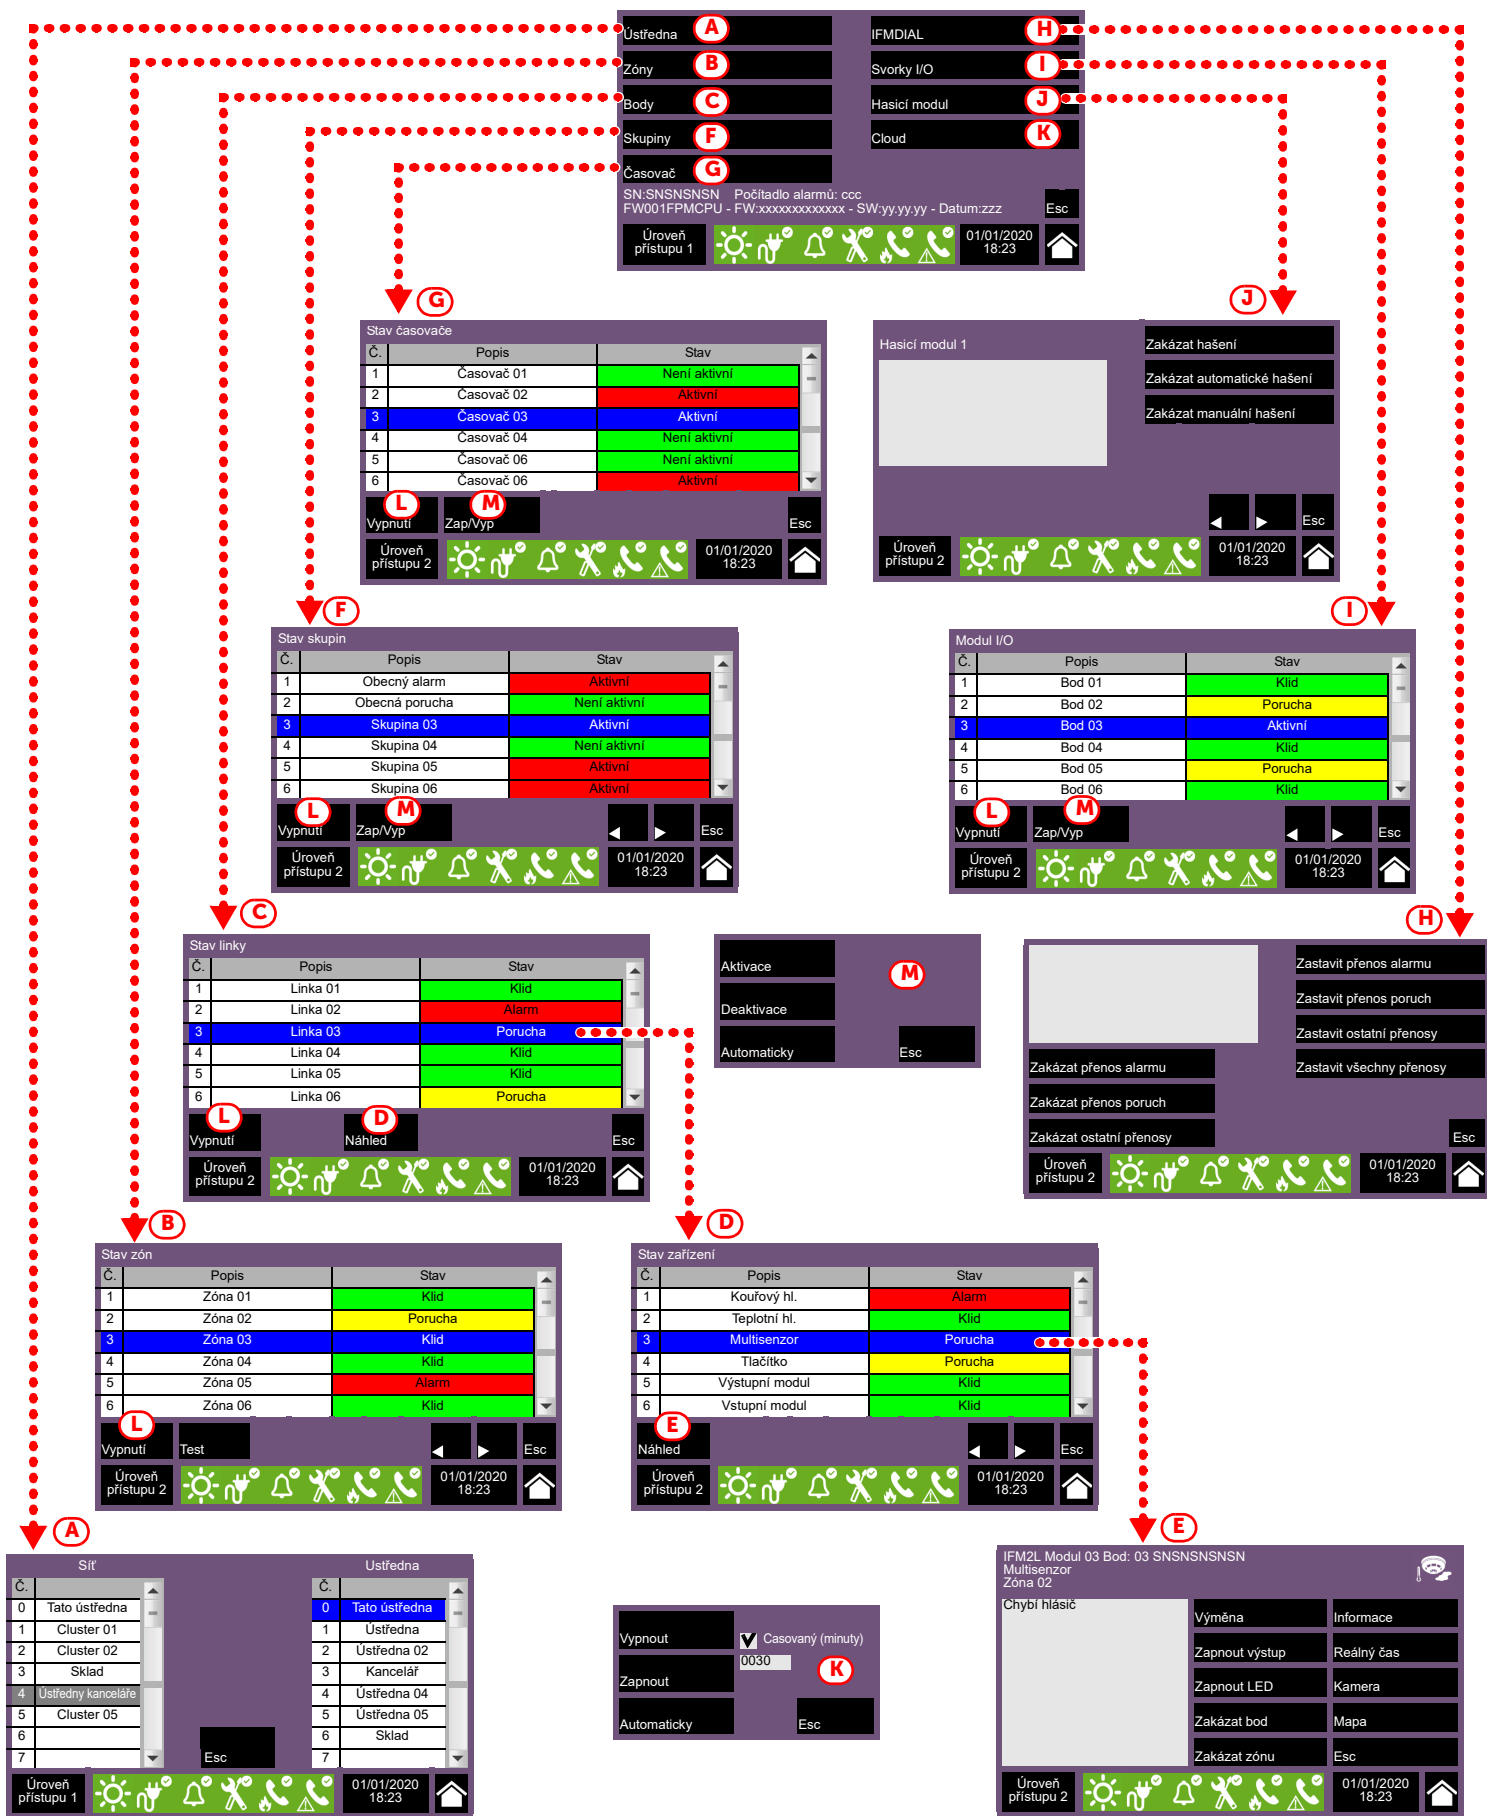 Ústředna A
Zóny B
Body C
Skupiny F
Časovač G
IFMDIAL H
Svorky I/O I
Hasicí modul J
Cloud K
SN:SNSNSNSN Počítadlo alarmů: ccc
FW001FPMCPU - FW:xxxxxxxxxxxxx - SW:yy.yy.yy - Datum:zzz
Esc
Úroveň
přístupu 1
01/01/2020
18:23
G
Stav časovače
Č. Popis Stav
1 Časovač 01 Není aktivní
2 Časovač 02 Aktivní
3 Časovač 03 Aktivní
4 Časovač 04 Není aktivní
5 Časovač 06 Není aktivní
6 Časovač 06 Aktivní
L M
Vypnutí Zap/Vyp Esc
Úroveň
přístupu 2
01/01/2020
18:23
J
Hasicí modul 1
Zakázat hašení
Zakázat automatické hašení
Zakázat manuální hašení
Esc
Úroveň
přístupu 2
01/01/2020
18:23
F
Stav skupin
Č. Popis Stav
1 Obecný alarm Aktivní
2 Obecná porucha Není aktivní
3 Skupina 03 Aktivní
4 Skupina 04 Není aktivní
5 Skupina 05 Aktivní
6 Skupina 06 Aktivní
L M
Vypnutí Zap/Vyp Esc
Úroveň
přístupu 2
01/01/2020
18:23
I
Modul I/O
Č. Popis Stav
1 Bod 01 Klid
2 Bod 02 Porucha
3 Bod 03 Aktivní
4 Bod 04 Klid
5 Bod 05 Porucha
6 Bod 06 Klid
L M
Vypnutí Zap/Vyp Esc
Úroveň
přístupu 2
01/01/2020
18:23
C
Stav linky
Č. Popis Stav
1 Linka 01 Klid
2 Linka 02 Alarm
3 Linka 03 Porucha
4 Linka 04 Klid
5 Linka 05 Klid
6 Linka 06 Porucha
L D
Vypnutí Náhled Esc
Úroveň
přístupu 2
01/01/2020
18:23
M
Aktivace
Deaktivace
Automaticky Esc
H
Zastavit přenos alarmu
Zastavit přenos poruch
Zastavit ostatní přenosy
Zakázat přenos alarmu Zastavit všechny přenosy
Zakázat přenos poruch
Zakázat ostatní přenosy Esc
Úroveň
přístupu 2
01/01/2020
18:23
B
Stav zón
Č. Popis Stav
1 Zóna 01 Klid
2 Zóna 02 Porucha
3 Zóna 03 Klid
4 Zóna 04 Klid
5 Zóna 05 Alarm
6 Zóna 06 Klid
L
Vypnutí Test Esc
Úroveň
přístupu 2
01/01/2020
18:23
D
Stav zařízení
Č. Popis Stav
1 Kouřový hl. Alarm
2 Teplotní hl. Klid
3 Multisenzor Porucha
4 Tlačítko Porucha
5 Výstupní modul Klid
6 Vstupní modul Klid
E
Náhled Esc
Úroveň
přístupu 2
01/01/2020
18:23
A
Síť Ustředna
Č. Č.
0 Tato ústředna 0 Tato ústředna
1 Cluster 01 1 Ústředna
2 Cluster 02 2 Ústředna 02
3 Sklad 3 Kancelář
4 Ústředny kanceláře 4 Ústředna 04
5 Cluster 05 5 Ústředna 05
6 6 Sklad
7 Esc 7
Úroveň
přístupu 1
01/01/2020
18:23
Vypnout Casovaný (minuty)
0030
K
Zapnout
Automaticky Esc
E
IFM2L Modul 03 Bod: 03 SNSNSNSNSN
Multisenzor
Zóna 02
Chybí hlásič
Výměna Informace
Zapnout výstup Reálný čas
Zapnout LED Kamera
Zakázat bod Mapa
Zakázat zónu Esc
Úroveň
přístupu 2
01/01/2020
18:23